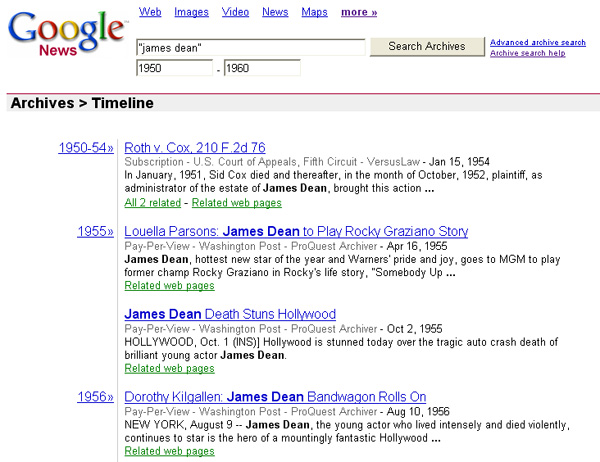 Google™
News
Web Images Video News Maps more »
"james dean"
Search Archives
Advanced archive search
Archive search help
1950 - 1960
Archives > Timeline
1950-54»
Roth v. Cox, 210 F.2d 76
Subscription - U.S. Court of Appeals, Fifth Circuit - VersusLaw - Jan 15, 1954
In January, 1951, Sid Cox died and thereafter, in the month of October, 1952, plaintiff, as
administrator of the estate of James Dean, brought this action ...
All 2 related - Related web pages
1955»
Louella Parsons: James Dean to Play Rocky Graziano Story
Pay-Per-View - Washington Post - ProQuest Archiver - Apr 16, 1955
James Dean, hottest new star of the year and Warners' pride and joy, goes to MGM to play
former champ Rocky Graziano in Rocky's life story, "Somebody Up ...
Related web pages
James Dean Death Stuns Hollywood
Pay-Per-View - Washington Post - ProQuest Archiver - Oct 2, 1955
HOLLYWOOD, Oct. 1 (INS)] Hollywood is stunned today over the tragic auto crash death of
brilliant young actor James Dean.
Related web pages
1956»
Dorothy Kilgallen: James Dean Bandwagon Rolls On
Pay-Per-View - Washington Post - ProQuest Archiver - Aug 10, 1956
NEW YORK, August 9 -- James Dean, the young actor who lived intensely and died violently,
continues to star is the hero of a mountingly fantastic Hollywood ...
Related web pages